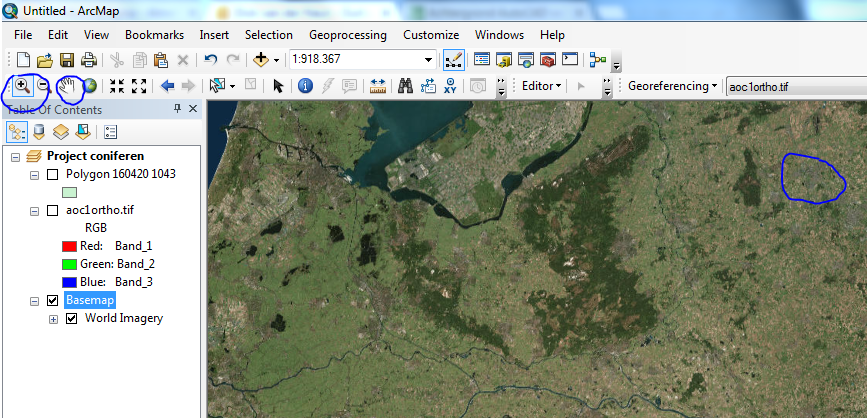 Untitled - ArcMap
File Edit View Bookmarks Insert Selection Geoprocessing Customize Windows Help
1:918.367
Editor Georeferencing aoc1ortho.tif
Table Of Contents
Project coniferen
Polygon 160420 1043
aoc1ortho.tif
RGB
Red: Band_1
Green: Band_2
Blue: Band_3
Basemap
World Imagery